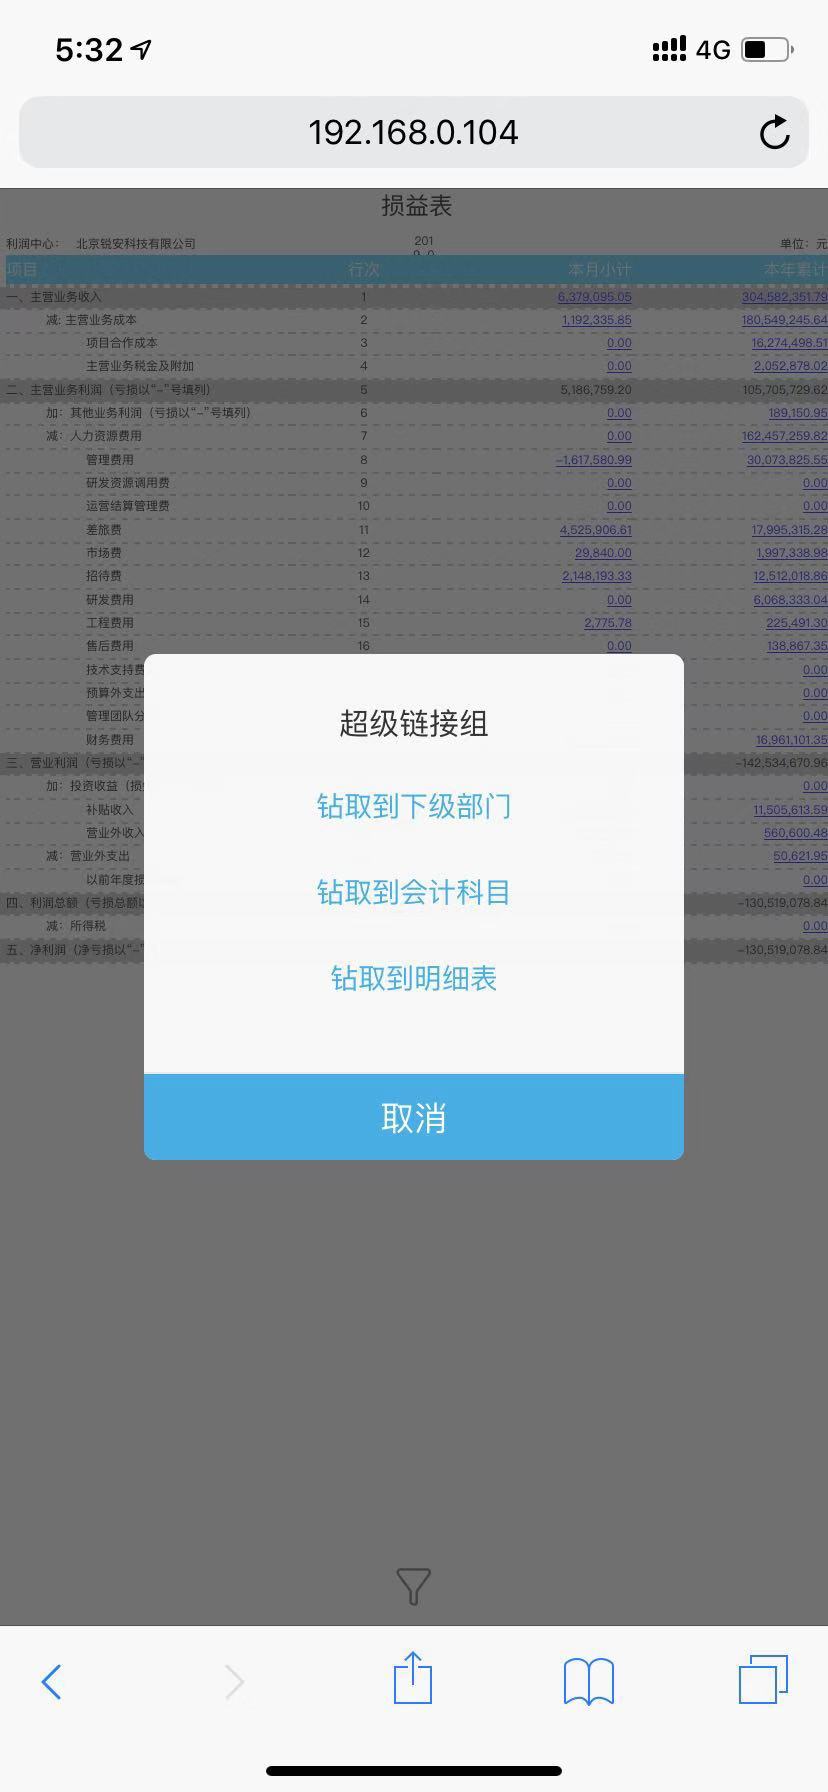 5:32
4G
192.168.0.104
损益表
利润中心： 北京锐安科技有限公司 201 单位：元
项目 行次 本月小计 本年累计
一、主营业务收入 1 6,379,095.05 304,582,351.79
减: 主营业务成本 2 1,192,335.85 180,549,245.64
项目合作成本 3 0.00 16,274,498.51
主营业务税金及附加 4 0.00 2,052,878.02
二、主营业务利润（亏损以“-”号填列） 5 5,186,759.20 105,705,729.62
加：其他业务利润（亏损以“-”号填列） 6 0.00 189,150.95
减：人力资源费用 7 0.00 162,457,259.82
管理费用 8 -1,617,580.99 30,073,825.55
研发资源调用费 9 0.00 0.00
运营结算管理费 10 0.00 0.00
差旅费 11 4,525,906.61 17,995,315.28
市场费 12 29,840.00 1,997,338.98
招待费 13 2,148,193.33 12,512,018.86
研发费用 14 0.00 6,068,333.04
工程费用 15 2,775.78 225,491.30
售后费用 16 0.00 138,867.35
技术支持费 0.00
预算外支出 0.00
管理团队分 0.00
财务费用 16,961,101.35
三、营业利润（亏损以“-” -142,534,670.96
加：投资收益（损 0.00
补贴收入 11,505,613.59
营业外收入 560,600.48
减：营业外支出 50,621.95
以前年度损 0.00
四、利润总额（亏损总额以 -130,519,078.84
减：所得税 0.00
五、净利润（净亏损以“-” -130,519,078.84
超级链接组
钻取到下级部门
钻取到会计科目
钻取到明细表
取消